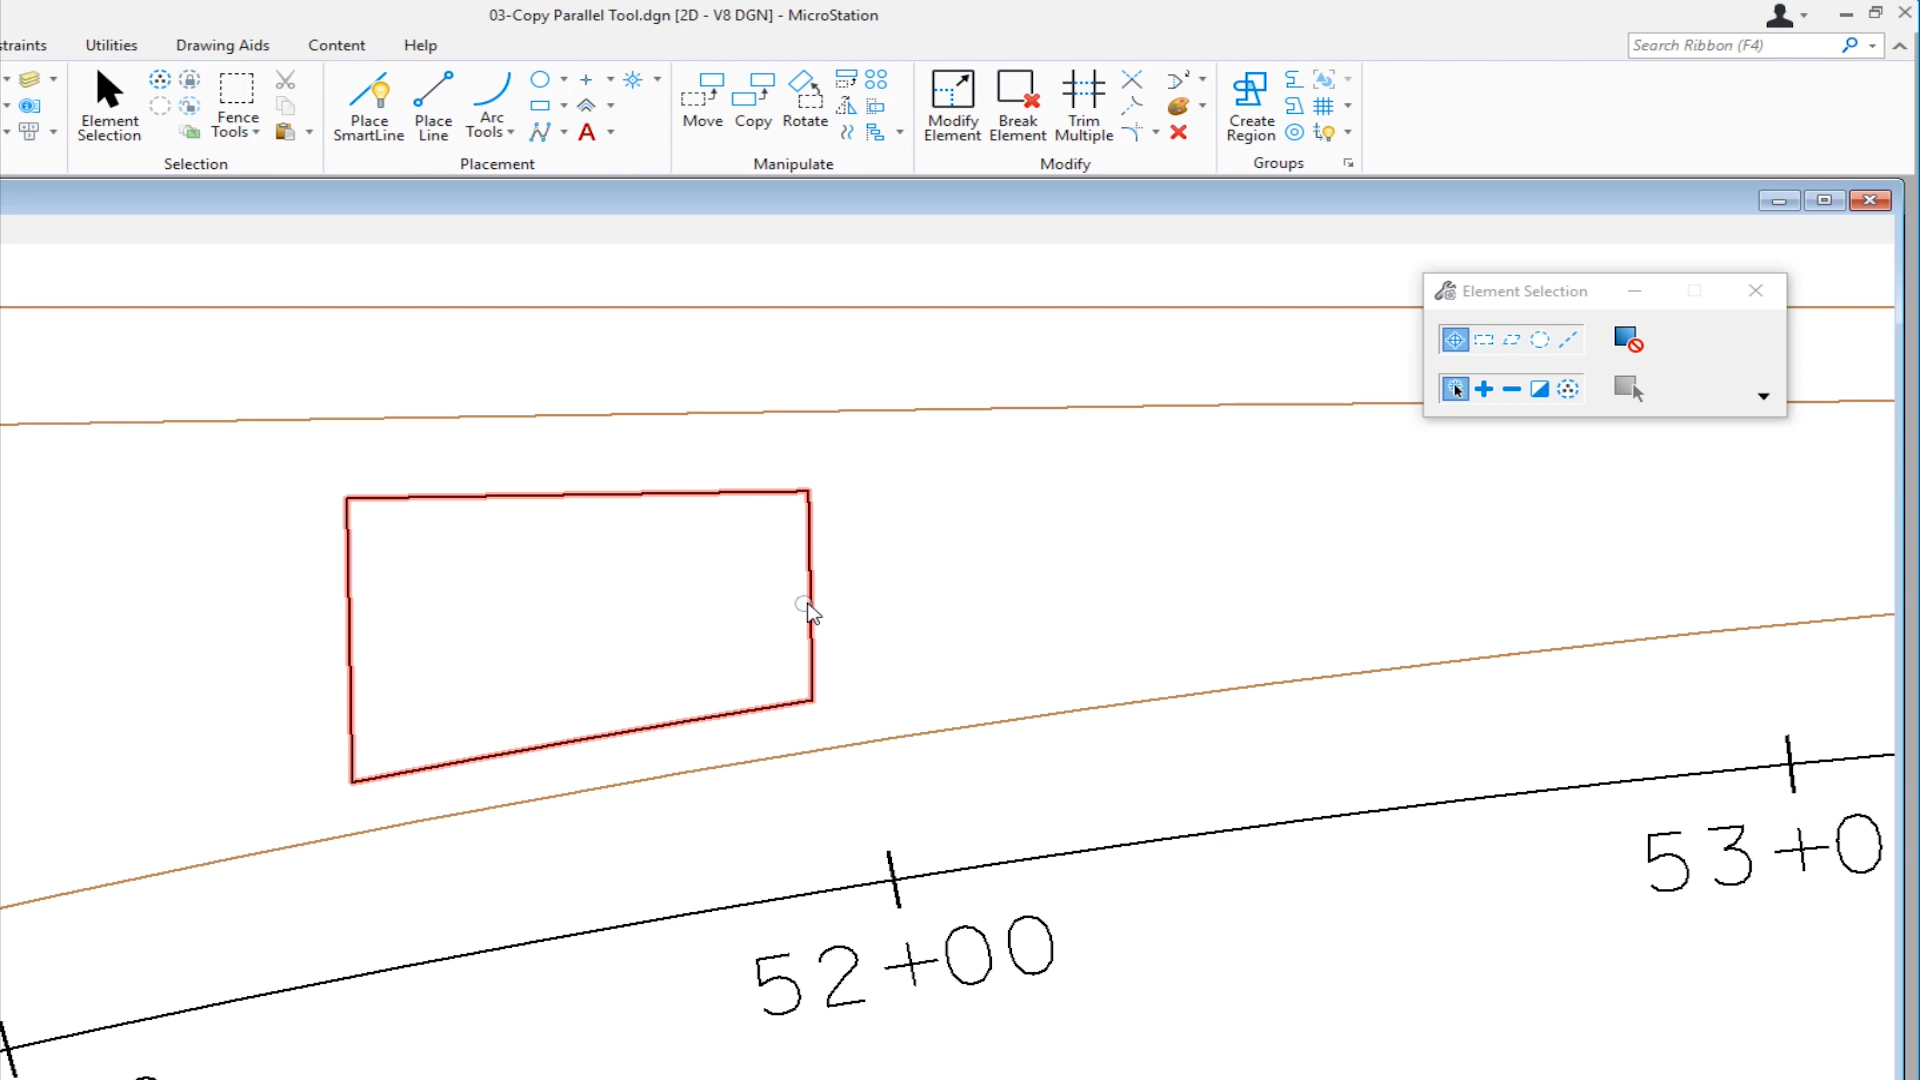 03-Copy Parallel Tool.dgn [2D - V8 DGN] - MicroStation
straints Utilities Drawing Aids Content Help
Search Ribbon (F4)
Element Selection
Fence Tools
Selection
Place SmartLine
Place Line
Arc Tools
A
Placement
Move
Copy
Rotate
Manipulate
Modify Element
Break Element
Trim Multiple
Modify
Create Region
Groups
Element Selection
53+0
52+00